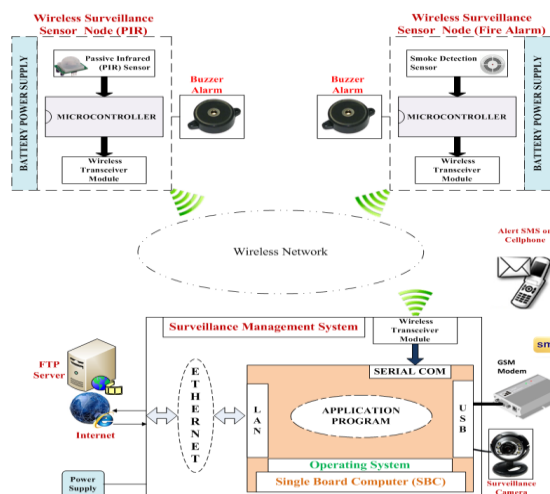 Wireless Surveillance
Sensor Node (PIR)
Wireless Surveillance
Sensor Node (Fire Alarm)
BATTERY POWER SUPPLY
Passive Infrared
(PIR) Sensor
MICROCONTROLLER
Wireless
Transceiver
Module
Buzzer
Alarm
Buzzer
Alarm
Smoke Detection
Sensor
MICROCONTROLLER
Wireless
Transceiver
Module
BATTERY POWER SUPPLY
Wireless Network
Alert SMS on
Cellphone
Surveillance Management System
Wireless
Transceiver
Module
FTP
Server
Internet
ETHERNET
LAN
SERIAL COM
APPLICATION
PROGRAM
USB
Operating System
Single Board Computer (SBC)
GSM
Modem
Surveillance
Camera
Power
Supply